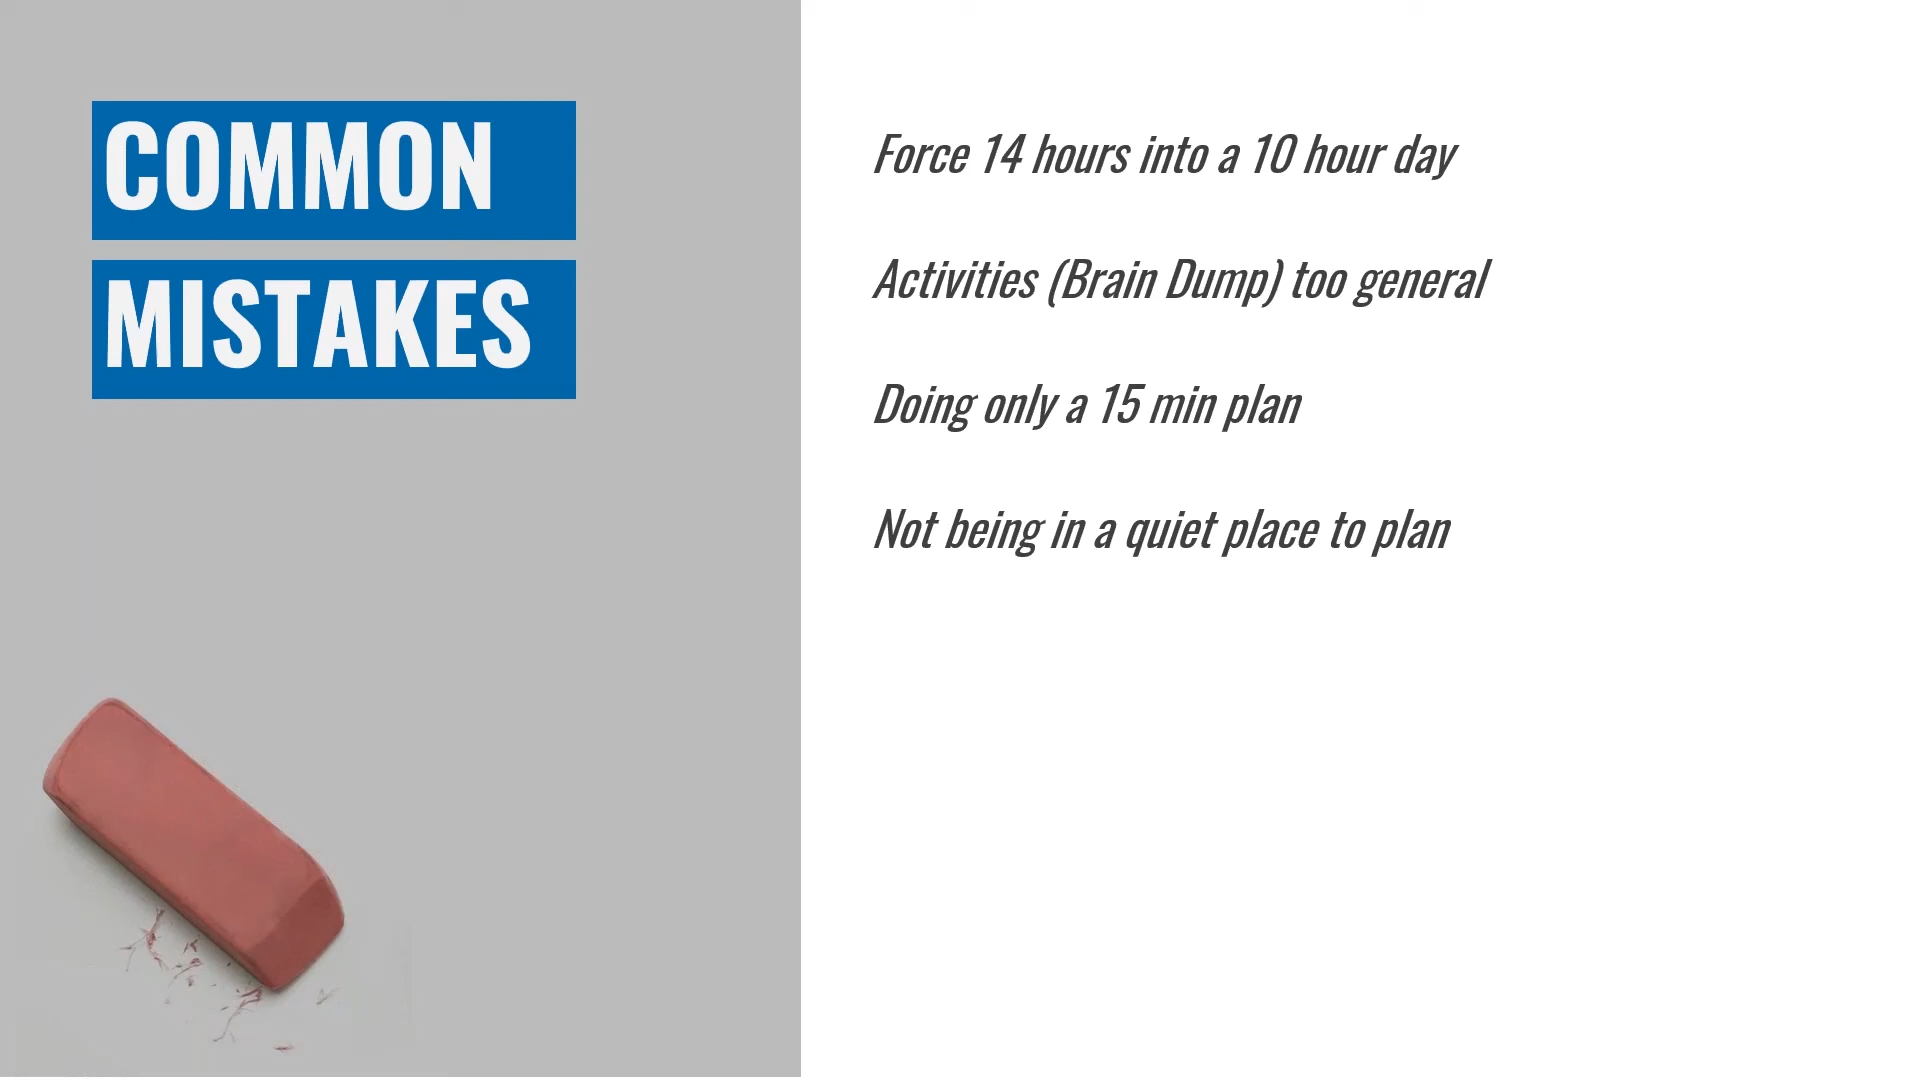 COMMON
MISTAKES
Force 14 hours into a 10 hour day
Activities (Brain Dump) too general
Doing only a 15 min plan
Not being in a quiet place to plan